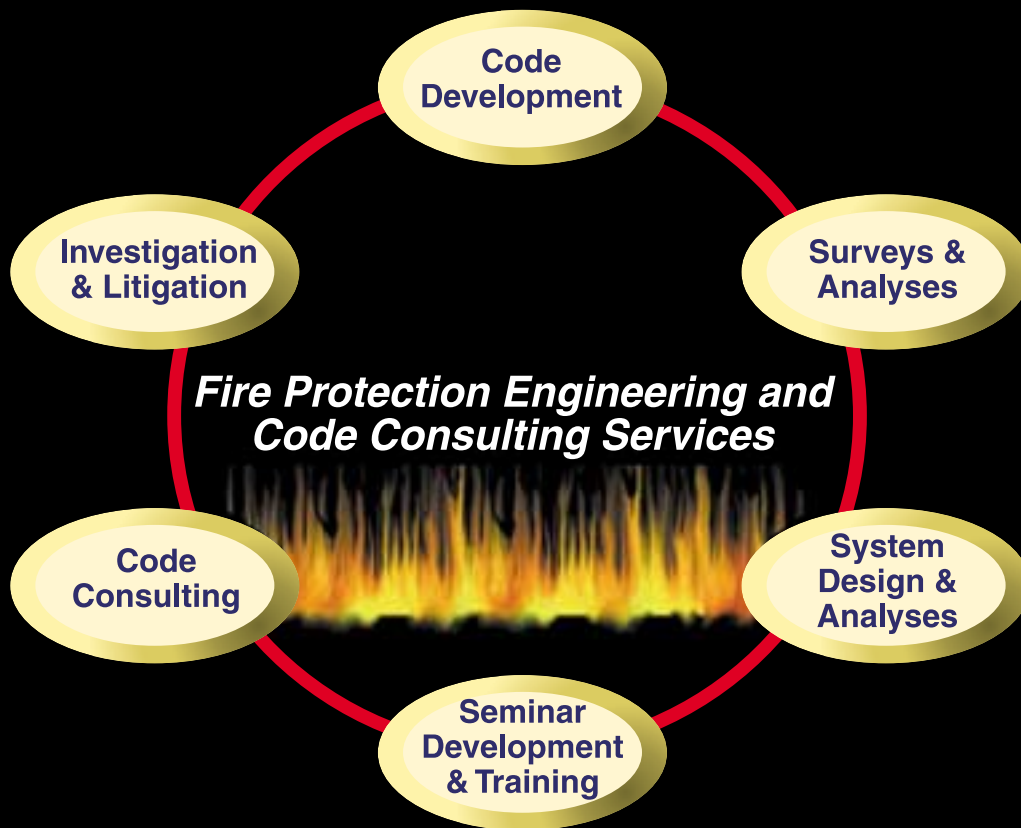 Code
Development
Investigation
& Litigation
Surveys &
Analyses
Fire Protection Engineering and
Code Consulting Services
Code
Consulting
System
Design &
Analyses
Seminar
Development
& Training